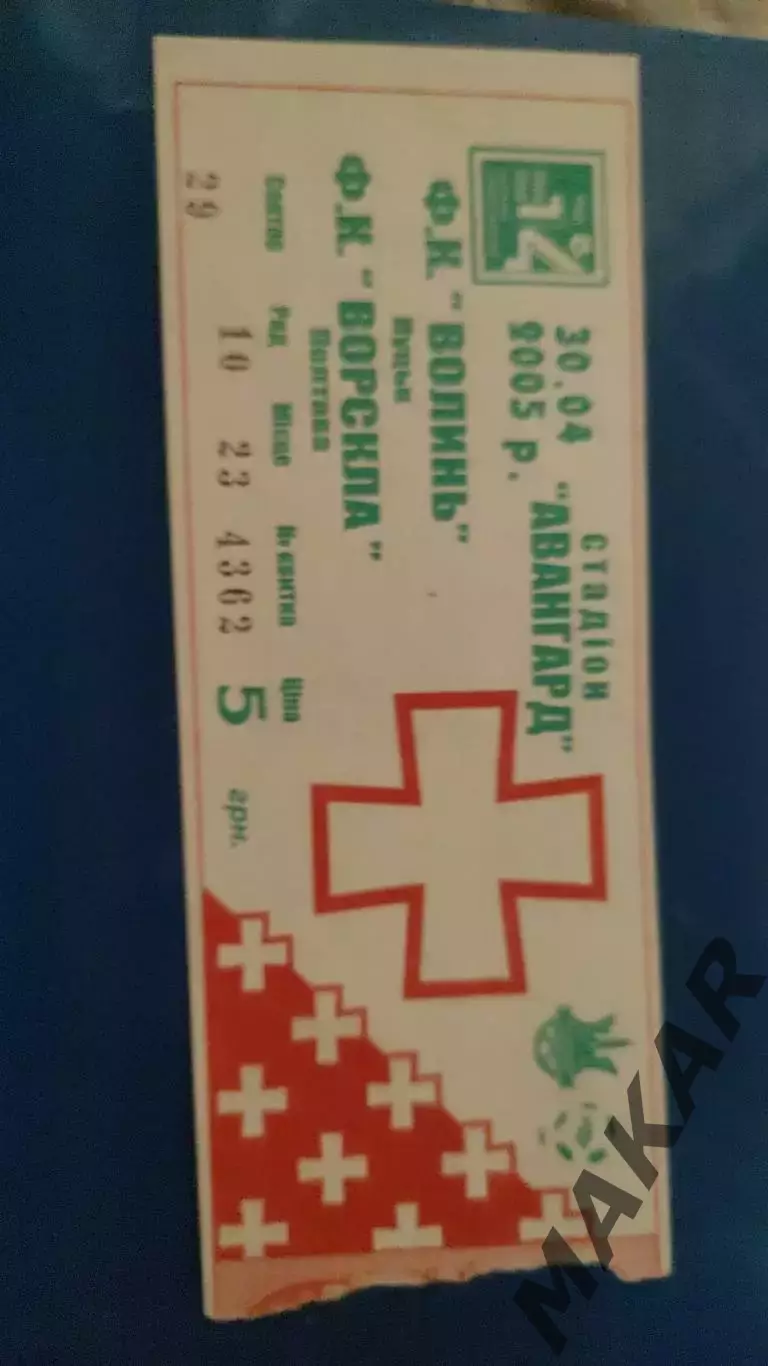 14
30.04
2005 р.
стадіон
"АВАНГАРД"
Ф.К. "ВОЛИНЬ"
Луцьк
Ф.К. "ВОРСКЛА"
Полтава
Сектор Ряд Місце № квитка Ціна
29 10 23 4362 5 грн.
MAKAR